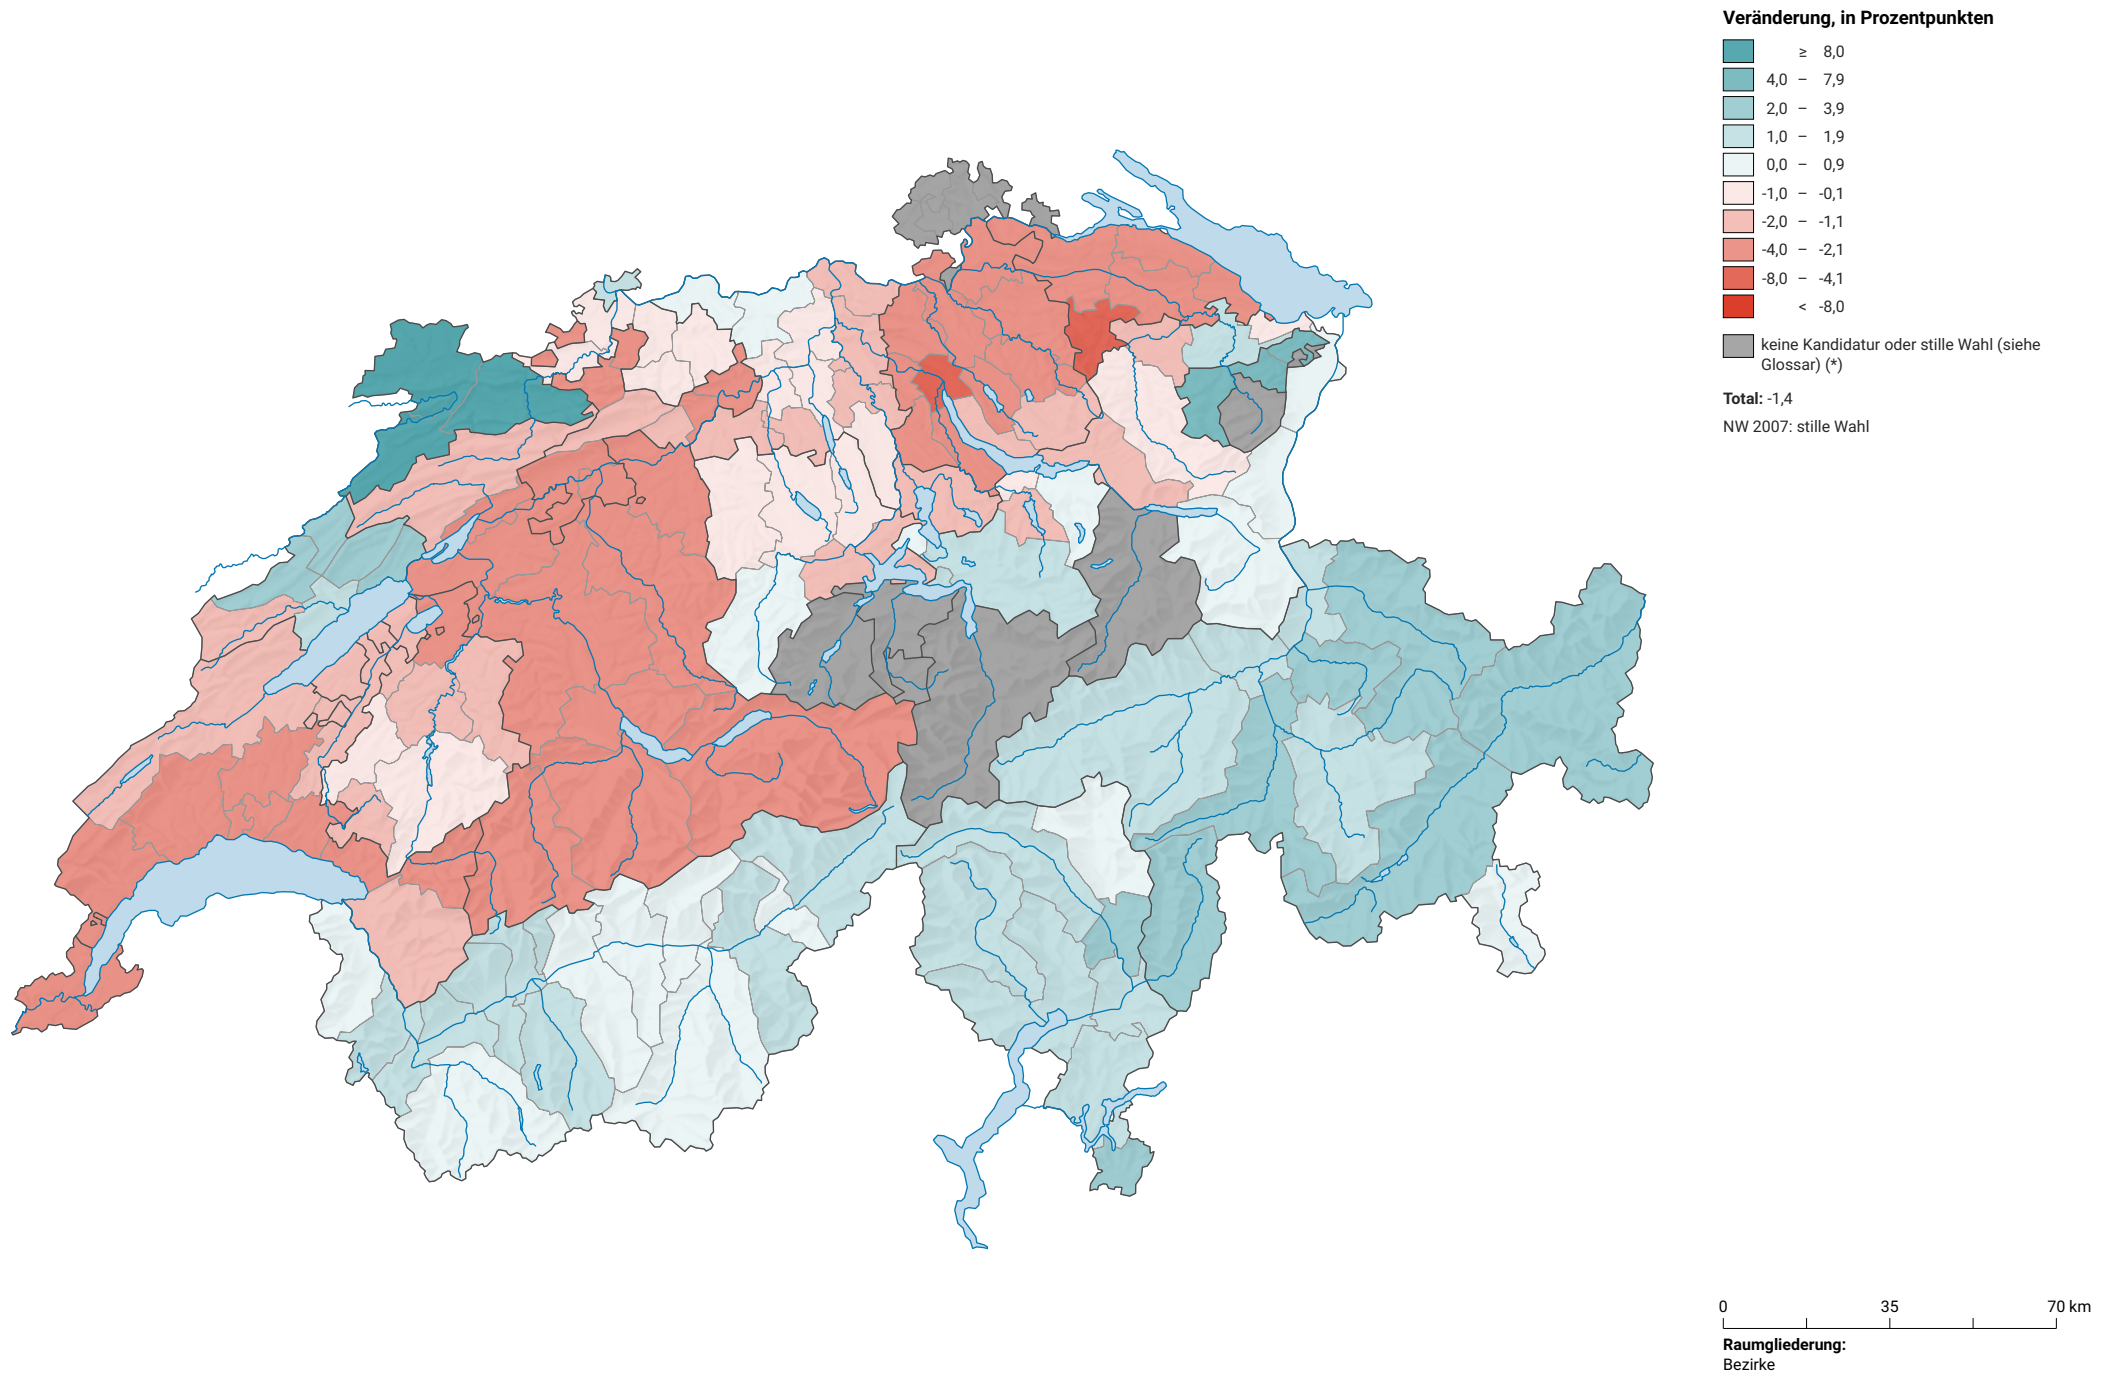 Veränderung, in Prozentpunkten
≥ 8,0
4,0 – 7,9
2,0 – 3,9
1,0 – 1,9
0,0 – 0,9
-1,0 – -0,1
-2,0 – -1,1
-4,0 – -2,1
-8,0 – -4,1
< -8,0
keine Kandidatur oder stille Wahl (siehe
Glossar) (*)
Total: -1,4
NW 2007: stille Wahl
0 35 70 km
Raumgliederung:
Bezirke